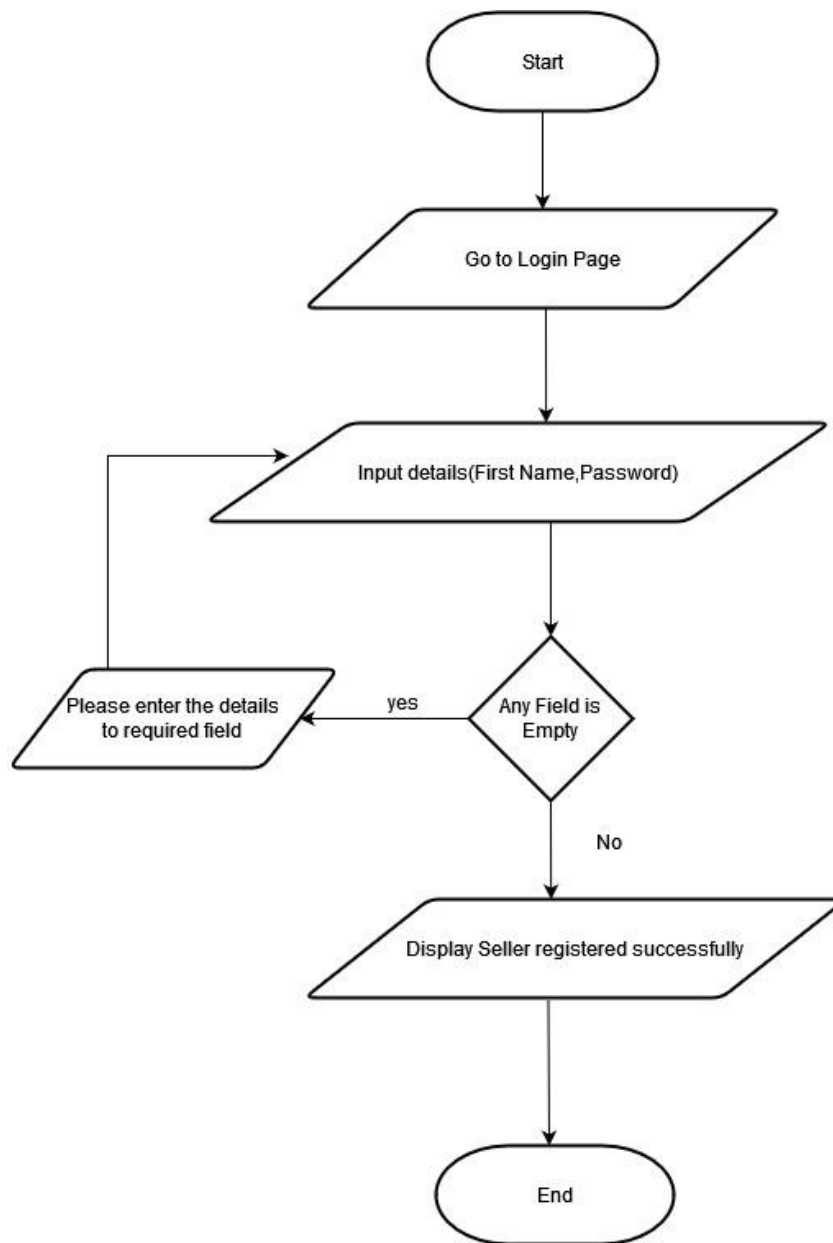 Start
Go to Login Page
Input details(First Name,Password)
Any Field is
Empty
yes
Please enter the details
to required field
No
Display Seller registered successfully
End